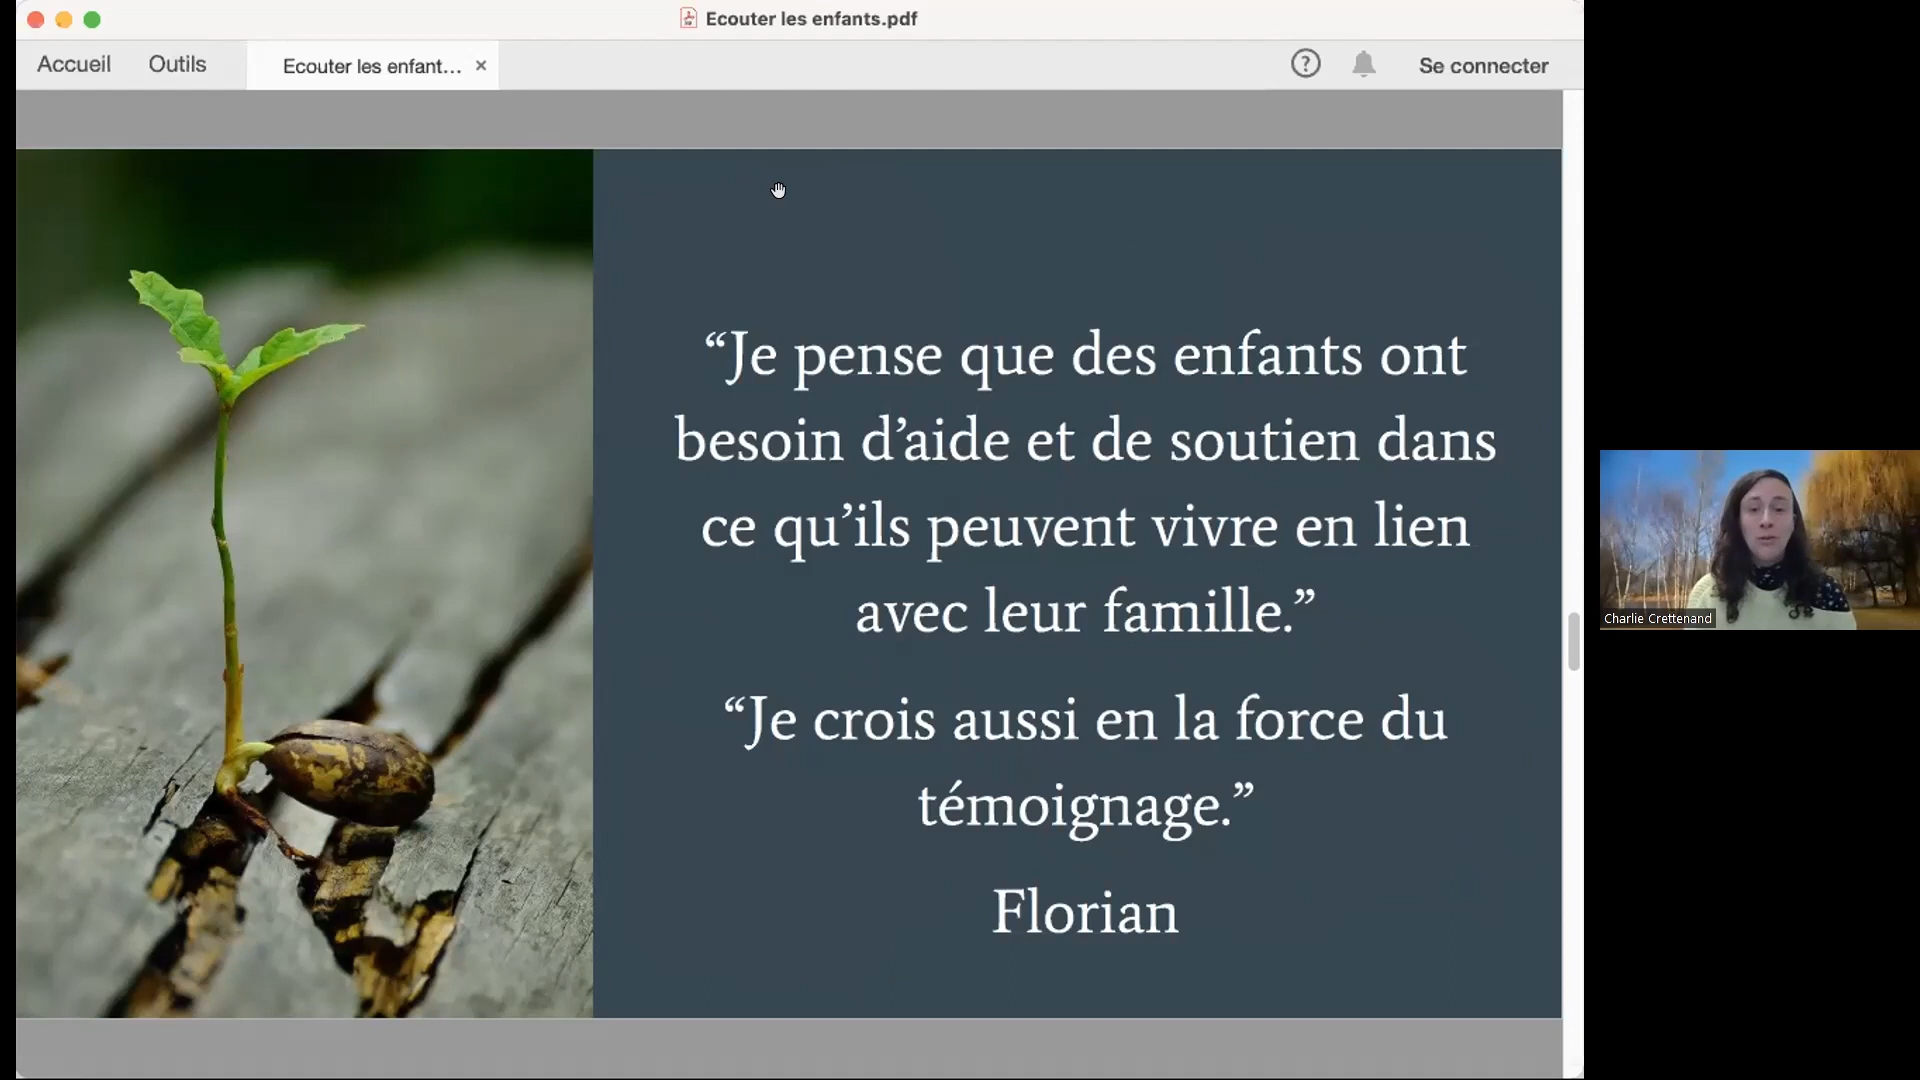 Ecouter les enfants.pdf
Accueil
Outils
Ecouter les enfant...
Se connecter
“Je pense que des enfants ont
besoin d’aide et de soutien dans
ce qu’ils peuvent vivre en lien
avec leur famille.”
“Je crois aussi en la force du
témoignage.”
Florian
Charlie Crettenand